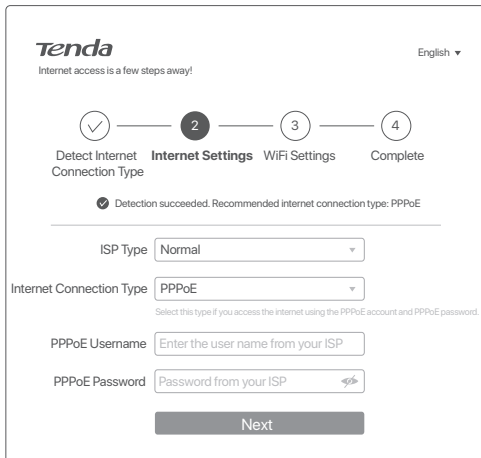 Tenda
English
Internet access is a few steps away!
2
3
4
Detect Internet
Connection Type
Internet Settings
WiFi Settings
Complete
Detection succeeded. Recommended internet connection type: PPPoE
ISP Type
Normal
Internet Connection Type
PPPoE
Select this type if you access the internet using the PPPoE account and PPPoE password.
PPPoE Username
Enter the user name from your ISP
PPPoE Password
Password from your ISP
Next